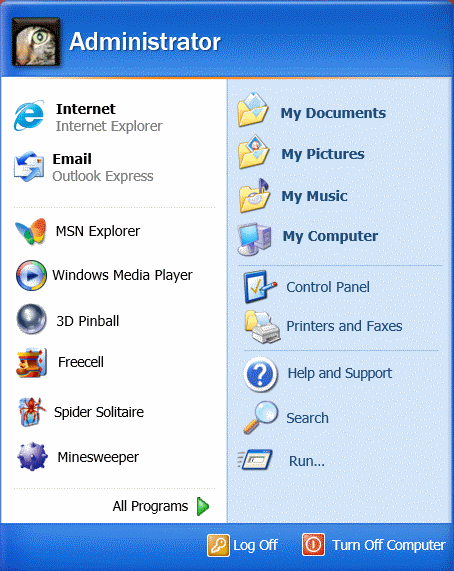 Administrator
Internet
Internet Explorer
Email
Outlook Express
MSN Explorer
Windows Media Player
3D Pinball
Freecell
Spider Solitaire
Minesweeper
All Programs
My Documents
My Pictures
My Music
My Computer
Control Panel
Printers and Faxes
Help and Support
Search
Run...
Log Off
Turn Off Computer